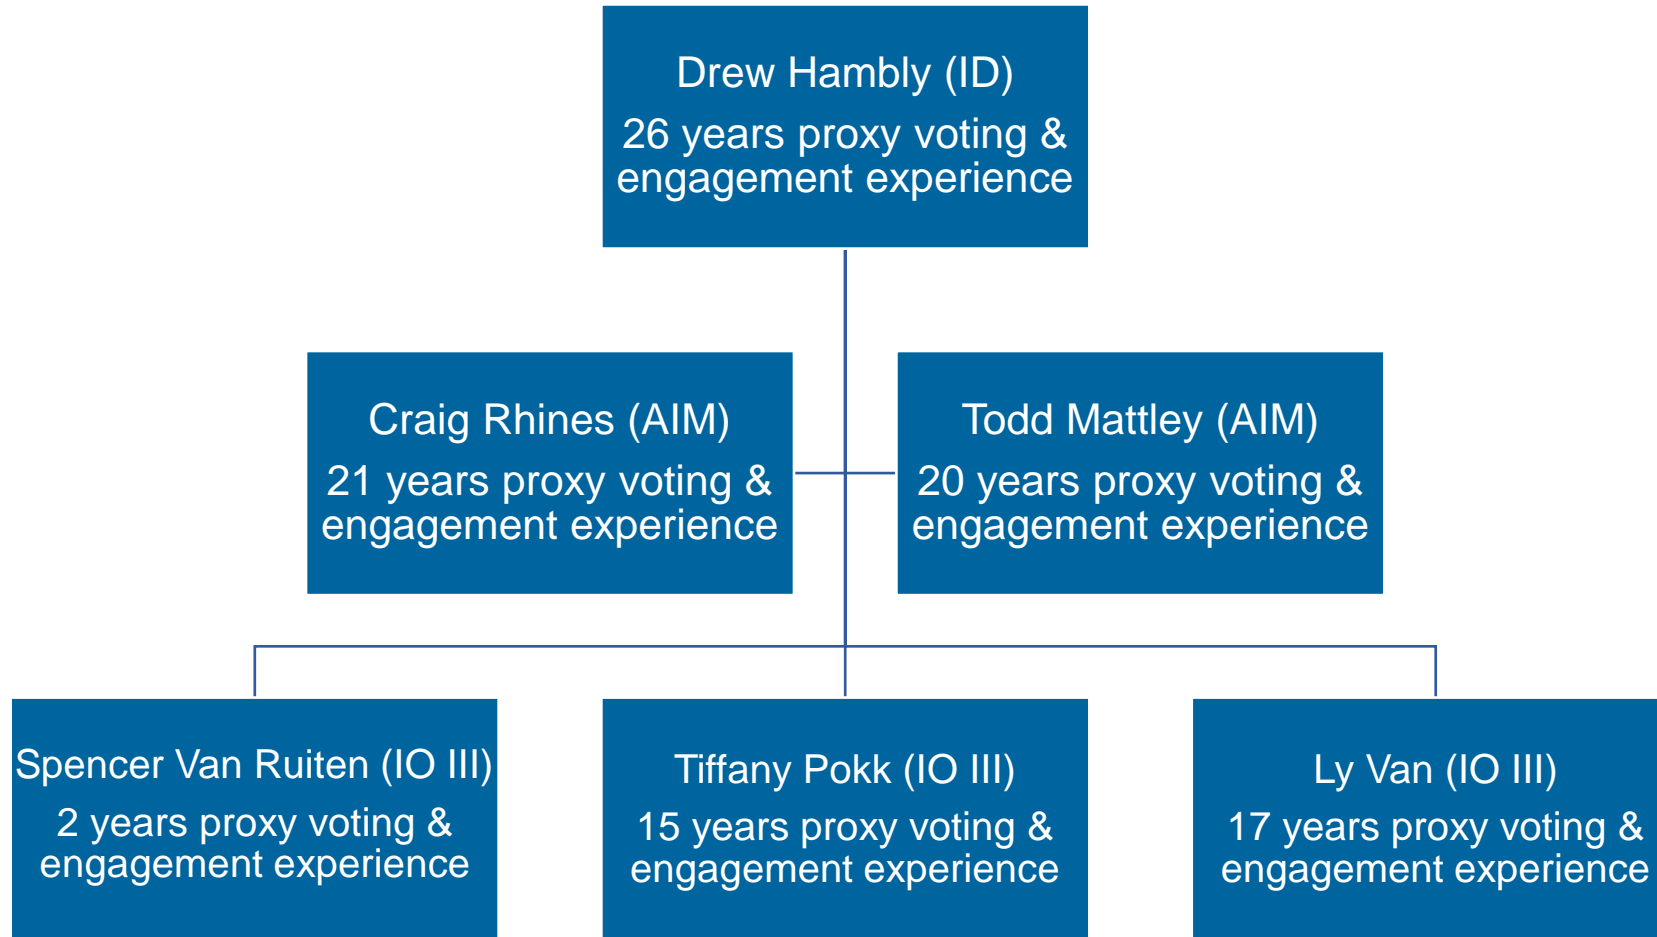 Drew Hambly (ID)
26 years proxy voting &
engagement experience
Craig Rhines (AIM)
21 years proxy voting &
engagement experience
Todd Mattley (AIM)
20 years proxy voting &
engagement experience
Spencer Van Ruiten (IO III)
2 years proxy voting &
engagement experience
Tiffany Pokk (IO III)
15 years proxy voting &
engagement experience
Ly Van (IO III)
17 years proxy voting &
engagement experience